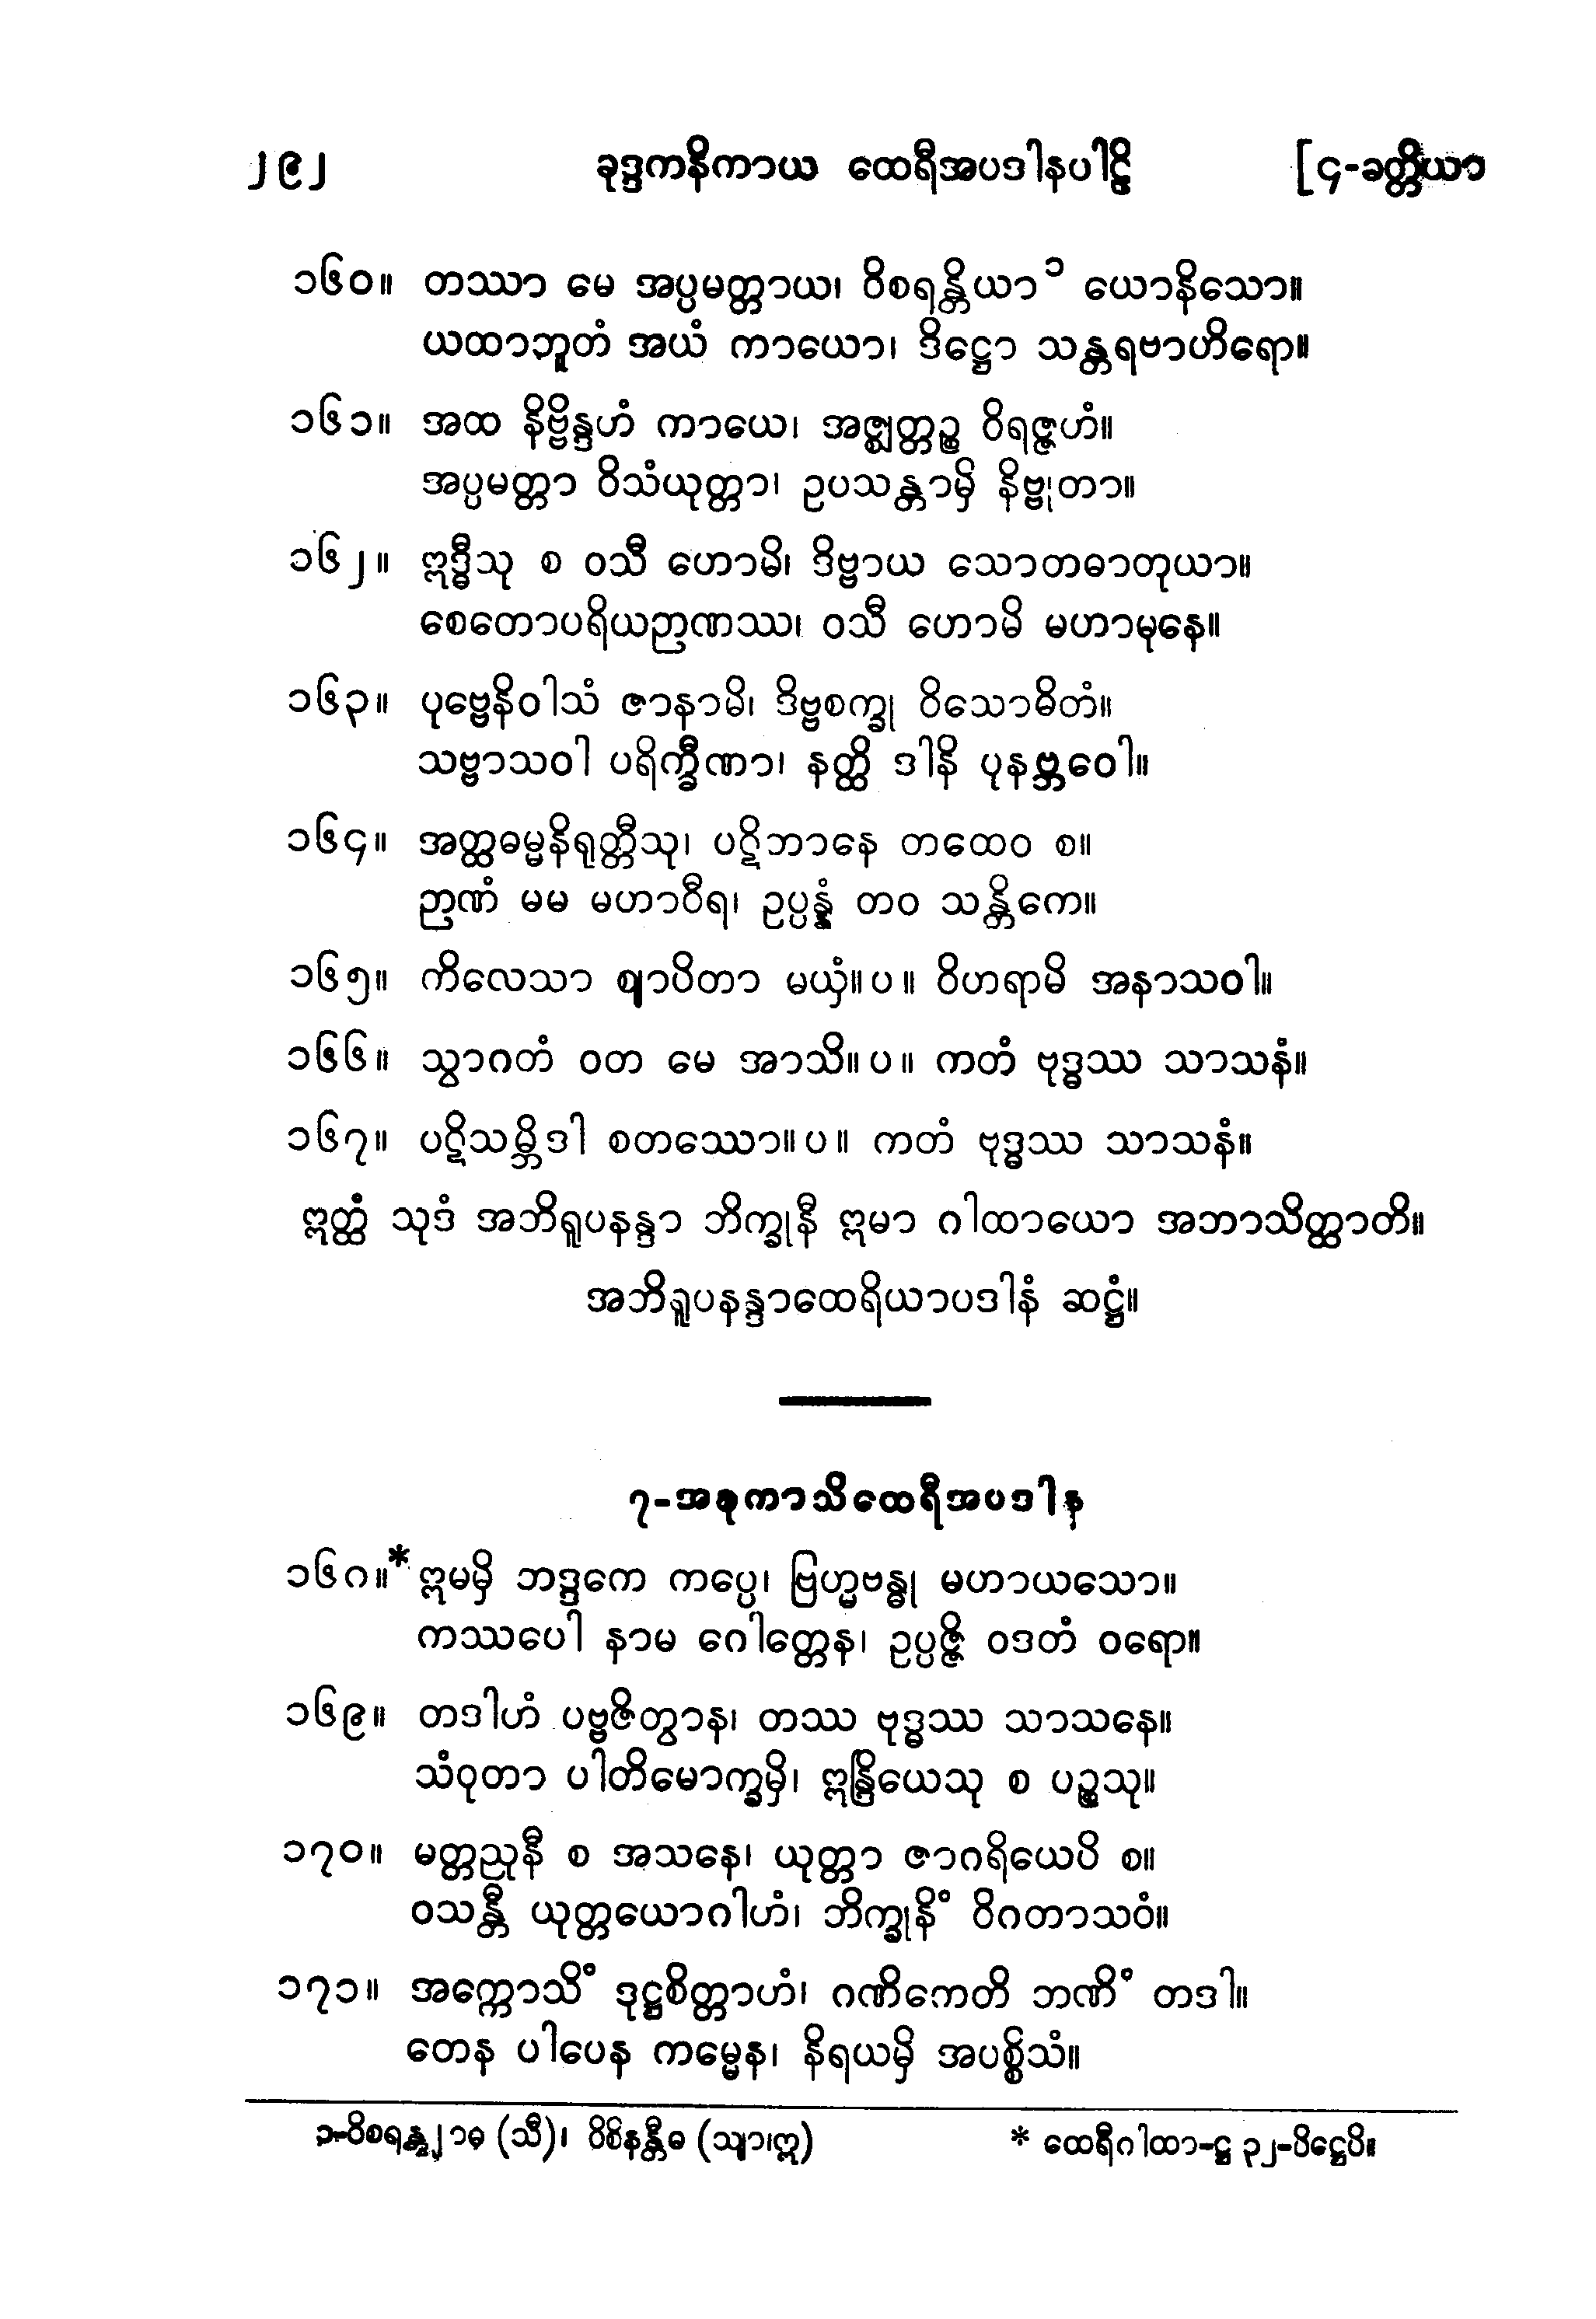 ၂၉၂ ခုဒ္ဒကနိကာယ ထေရီအပဒါနပါဠိ [၄-ခတ္တိယာ
၁၆၀။ တဿာ မေ အပ္ပမတ္တာယ၊ ဝိစရန္တိယာ၁ ယောနိသော။
ယထာဘူတံ အယံ ကာယော၊ ဒိဋ္ဌော သန္တရဗာဟိရော။
၁၆၁။ အထ နိဗ္ဗိန္ဒဟံ ကာယေ၊ အဇ္ဈတ္တဉ္စ ဝိရဇ္ဇဟံ။
အပ္ပမတ္တာ ဝိသံယုတ္တာ၊ ဥပသန္တာမှိ နိဗ္ဗုတာ။
၁၆၂။ ဣဒ္ဓီသု စ ဝသီ ဟောမိ၊ ဒိဗ္ဗာယ သောတဓာတုယာ။
စေတောပရိယဉာဏဿ၊ ဝသီ ဟောမိ မဟာမုနေ။
၁၆၃။ ပုဗ္ဗေနိဝါသံ ဇာနာမိ၊ ဒိဗ္ဗစက္ခု ဝိသောဓိတံ။
သဗ္ဗာသဝါ ပရိက္ခီဏာ၊ နတ္ထိ ဒါနိ ပုနဗ္ဘဝေါ။
၁၆၄။ အတ္ထဓမ္မနိရုတ္တီသု၊ ပဋိဘာနေ တထေဝ စ။
ဉာဏံ မမ မဟာဝီရ၊ ဥပ္ပန္နံ တဝ သန္တိကေ။
၁၆၅။ ကိလေသာ ဈာပိတာ မယှံ။ပ။ ဝိဟရာမိ အနာသဝါ။
၁၆၆။ သွာဂတံ ဝတ မေ အာသိ။ပ။ ကတံ ဗုဒ္ဓဿ သာသနံ။
၁၆၇။ ပဋိသမ္ဘိဒါ စတဿော။ပ။ ကတံ ဗုဒ္ဓဿ သာသနံ။
ဣတ္ထံ သုဒံ အဘိရူပနန္ဒာ ဘိက္ခုနီ ဣမာ ဂါထာယော အဘာသိတ္ထာတိ။
အဘိရူပနန္ဒာထေရိယာပဒါနံ ဆဋ္ဌံ။
၇-အဍ္ဎကာသိထေရီအပဒါန
၁၆၈။* ဣမမှိ ဘဒ္ဒကေ ကပ္ပေ၊ ဗြဟ္မဗန္ဓု မဟာယသော။
ကဿပေါ နာမ ဂေါတ္တေန၊ ဥပ္ပဇ္ဇိ ဝဒတံ ဝရော။
၁၆၉။ တဒါဟံ ပဗ္ဗဇိတွာန၊ တဿ ဗုဒ္ဓဿ သာသနေ။
သံဝုတာ ပါတိမောက္ခမှိ၊ ဣန္ဒြိယေသု စ ပဉ္စသု။
၁၇၀။ မတ္တညုနီ စ အသနေ၊ ယုတ္တာ ဇာဂရိယေပိ စ။
ဝသန္တီ ယုတ္တယောဂါဟံ၊ ဘိက္ခုနိံ ဝိဂတာသဝံ။
၁၇၁။ အက္ကောသိံ ဒုဋ္ဌစိတ္တာဟံ၊ ဂဏိကေတိ ဘဏိံ တဒါ။
တေန ပါပေန ကမ္မေန၊ နိရယမှိ အပစ္စိသံ။
၁-ဝိစရန္တျာဓ (သီ)၊ ဝိစိနန္တီဓ (သျာ၊ဣ) * ထေရီဂါထာ-ဋ္ဌ ၃၂-ပိဋ္ဌေပိ။